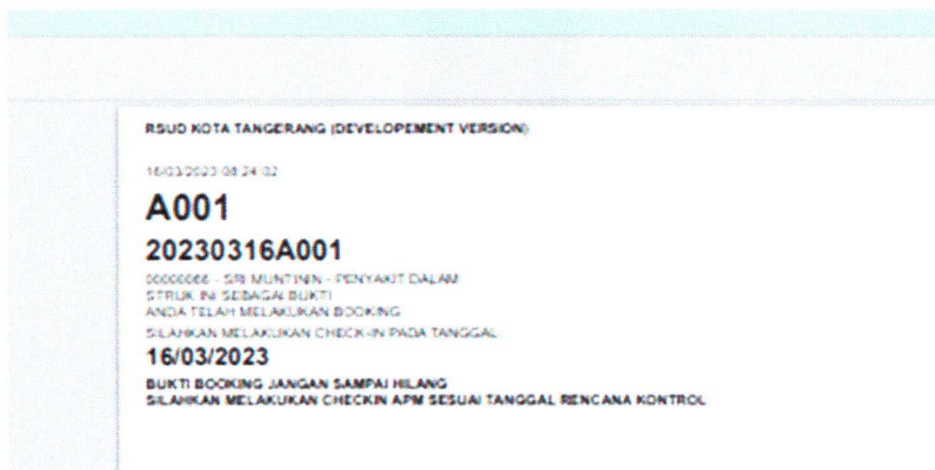 RSUD KOTA TANGERANG (DEVELOPEMENT VERSION)
16/03/2023 08:24:02
A001
20230316A001
00000066 - SRI MUNTININ - PENYAKIT DALAM
STRUK INI SEBAGAI BUKTI
ANDA TELAH MELAKUKAN BOOKING
SILAHKAN MELAKUKAN CHECK-IN PADA TANGGAL
16/03/2023
BUKTI BOOKING JANGAN SAMPAI HILANG
SILAHKAN MELAKUKAN CHECKIN APM SESUAI TANGGAL RENCANA KONTROL